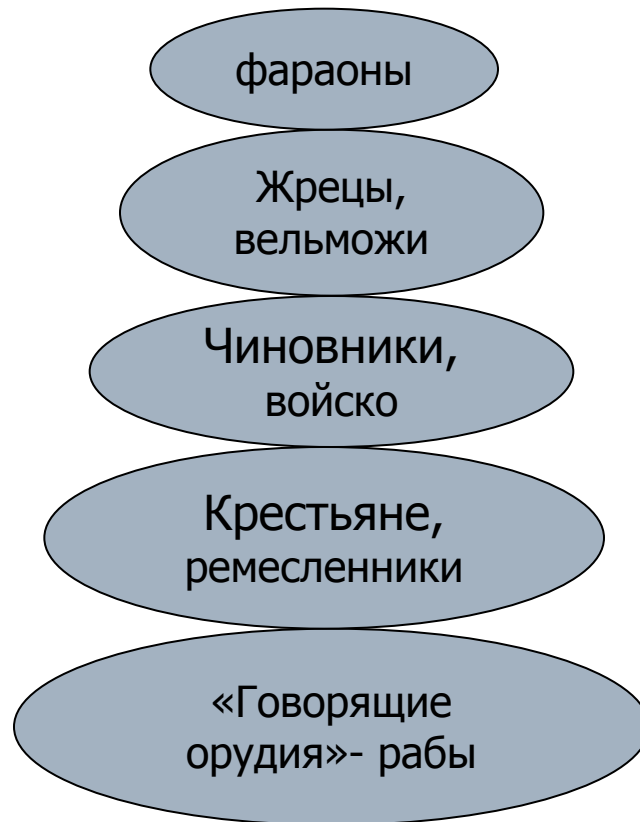 фараоны
Жрецы,
вельможи
Чиновники,
войско
Крестьяне,
ремесленники
«Говорящие
орудия»- рабы